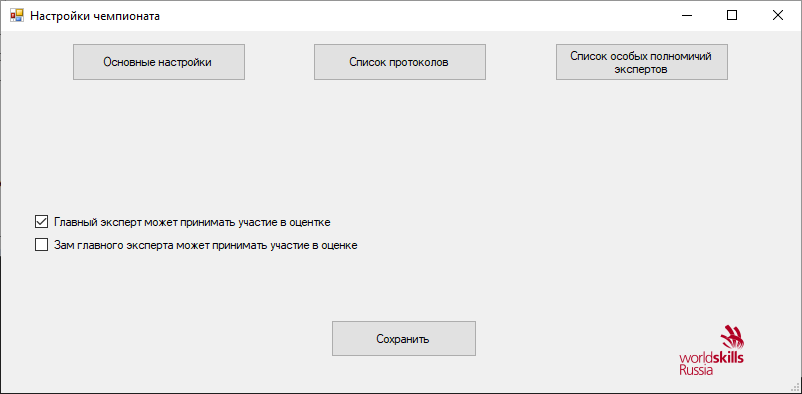 Настройки чемпионата
Основные настройки
Список протоколов
Список особых полномичий
экспертов
Главный эксперт может принимать участие в оцентке
Зам главного эксперта может принимать участие в оценке
Сохранить
worldskills
Russia